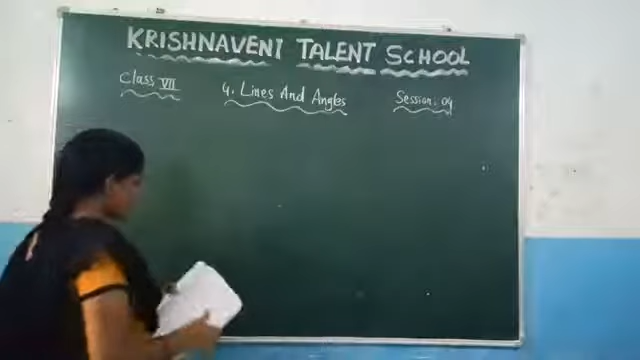 KRISHNAVENI TALENT SCHOOL
Class VII
4. Lines And Angles
Session. 04